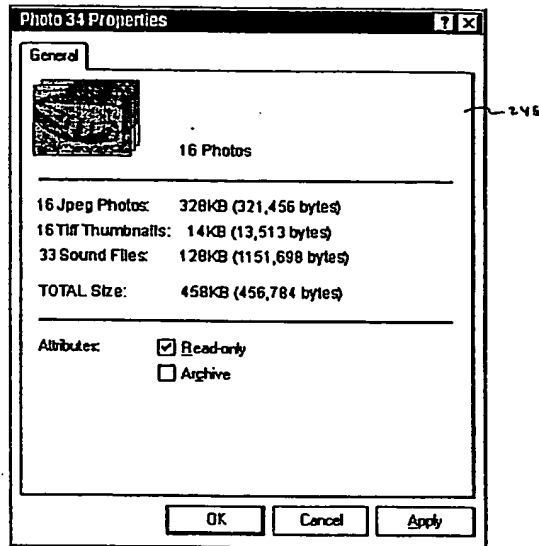 Photo 34 Properties ? ×
General
248
16 Photos
16 Jpeg Photos: 328KB (321,456 bytes)
16 Tiff Thumbnails: 14KB (13,513 bytes)
33 Sound Files: 128KB (1151,698 bytes)
TOTAL Size: 458KB (456,784 bytes)
Attributes: Read-only
Archive
OK Cancel Apply